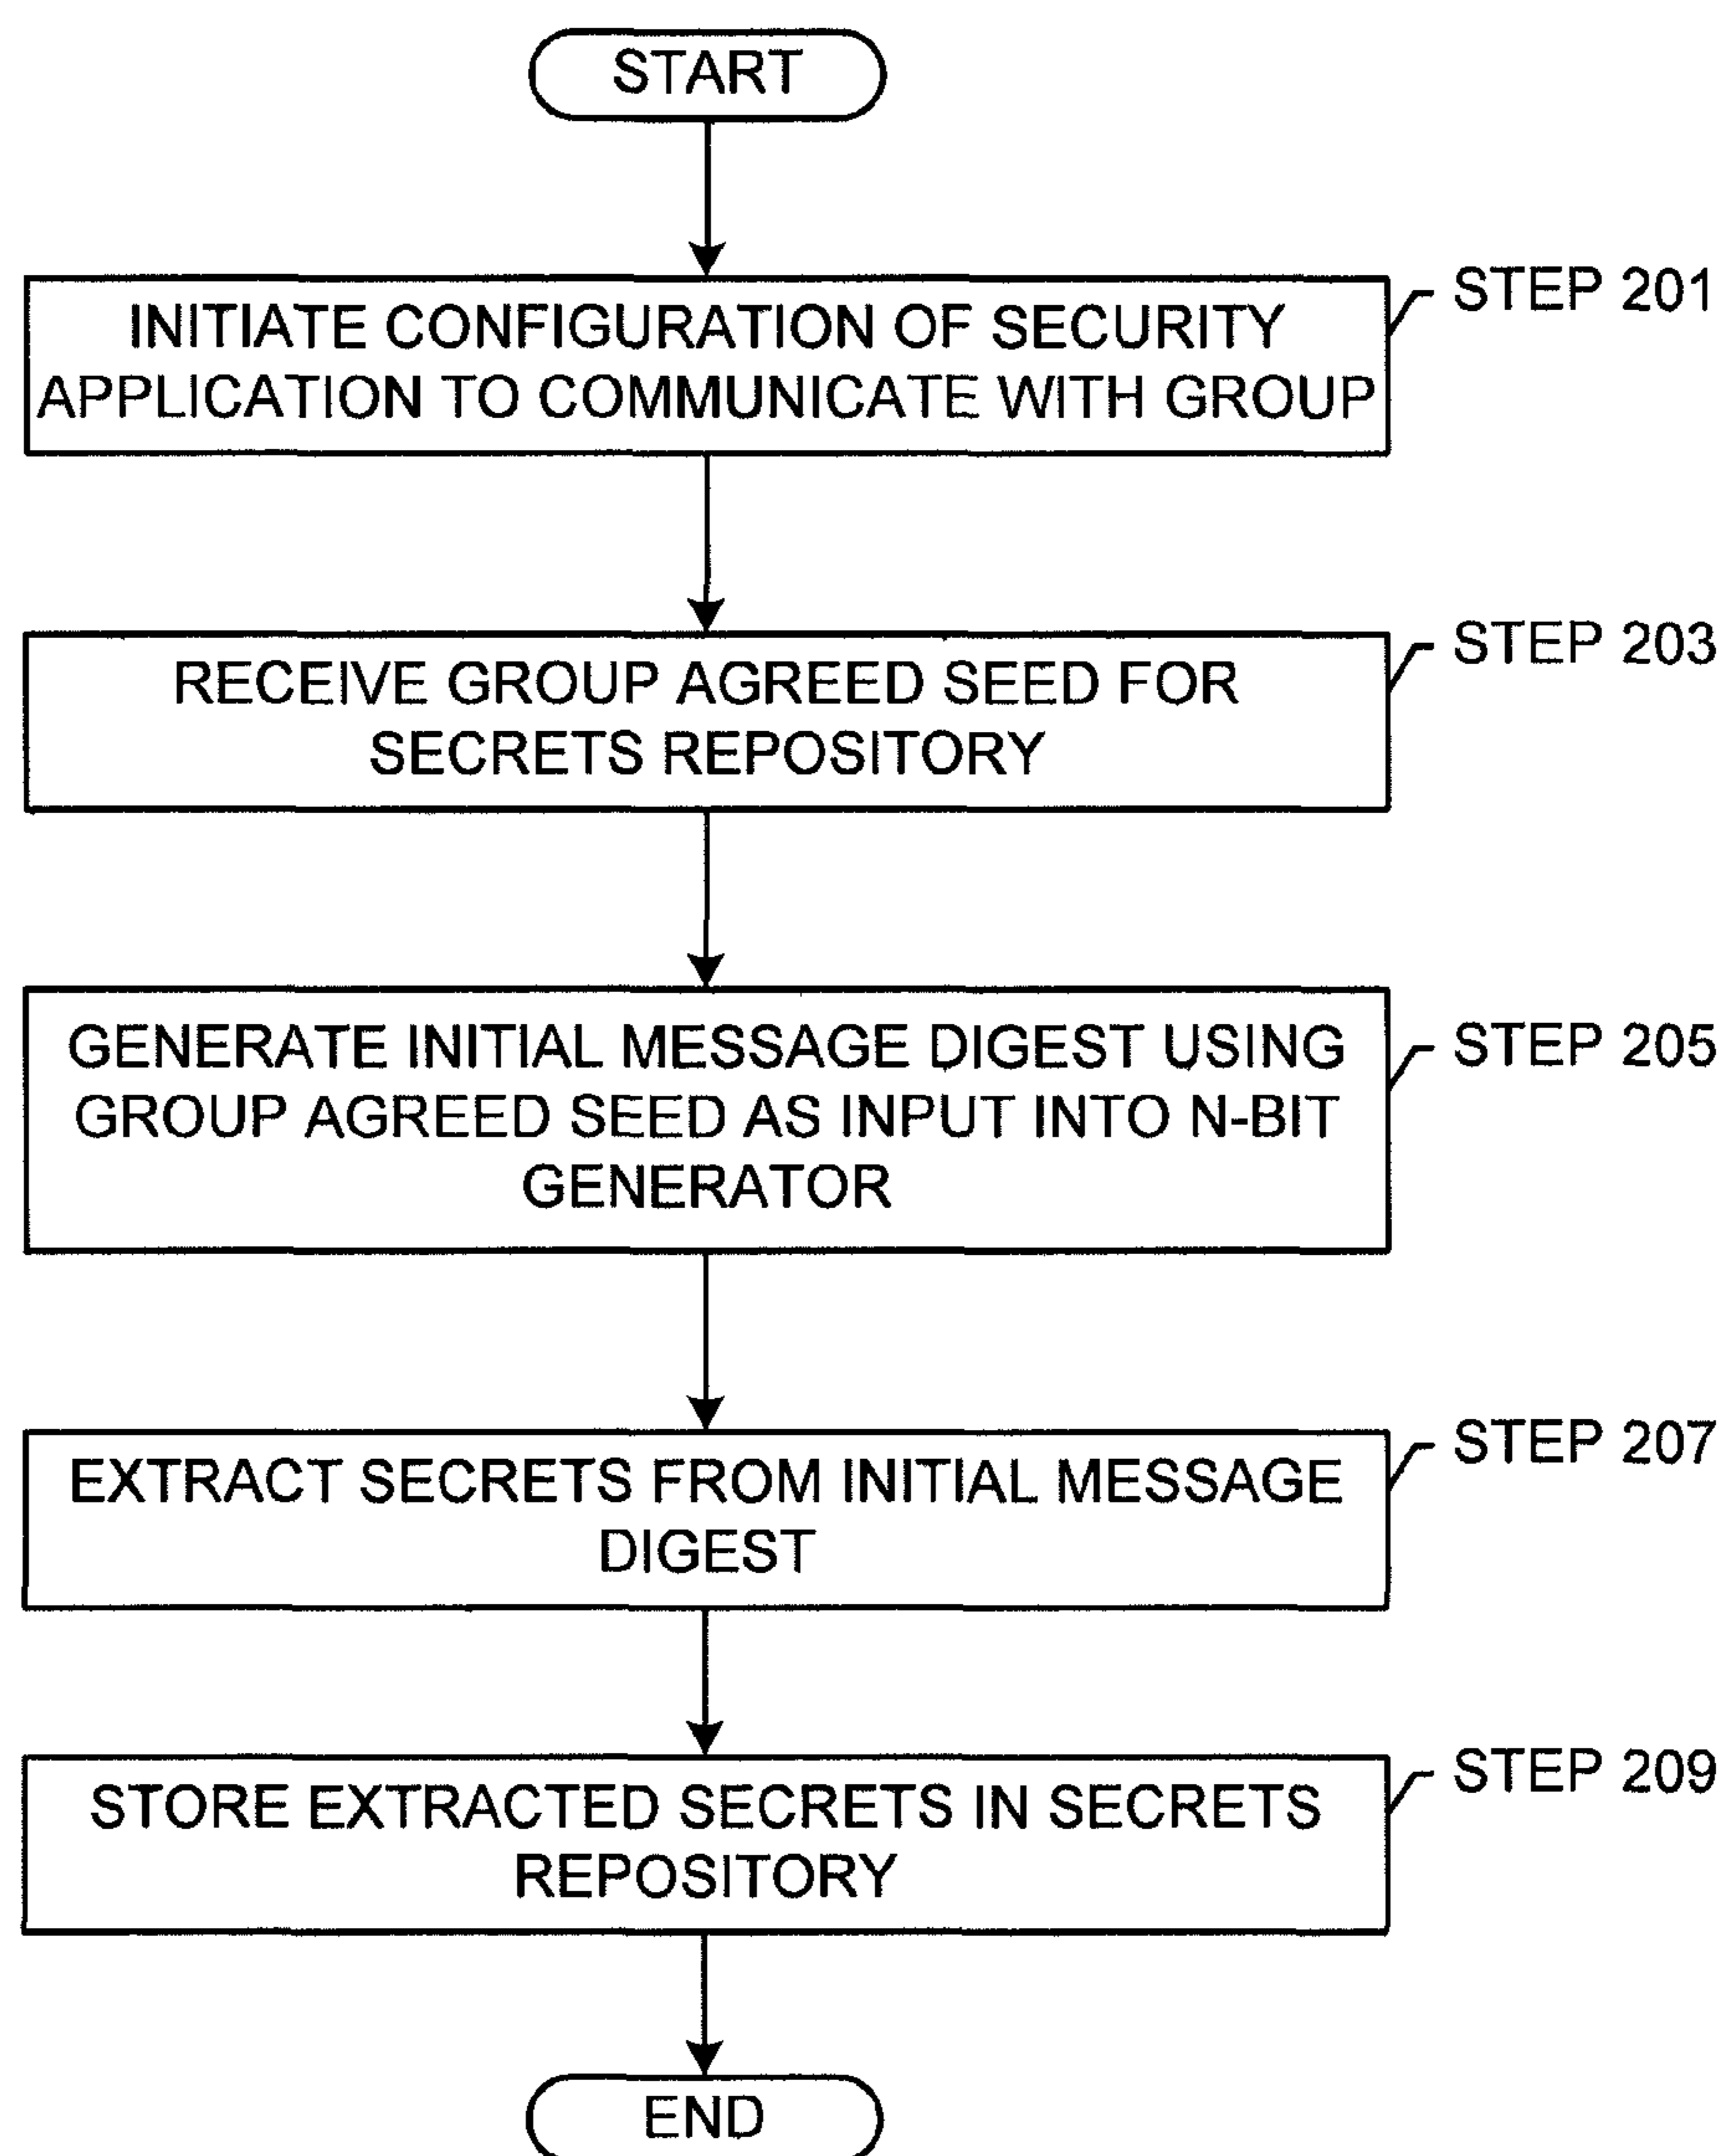 START
STEP 201
INITIATE CONFIGURATION OF SECURITY
APPLICATION TO COMMUNICATE WITH GROUP
STEP 203
RECEIVE GROUP AGREED SEED FOR
SECRETS REPOSITORY
STEP 205
GENERATE INITIAL MESSAGE DIGEST USING
GROUP AGREED SEED AS INPUT INTO N-BIT
GENERATOR
STEP 207
EXTRACT SECRETS FROM INITIAL MESSAGE
DIGEST
STEP 209
STORE EXTRACTED SECRETS IN SECRETS
REPOSITORY
END